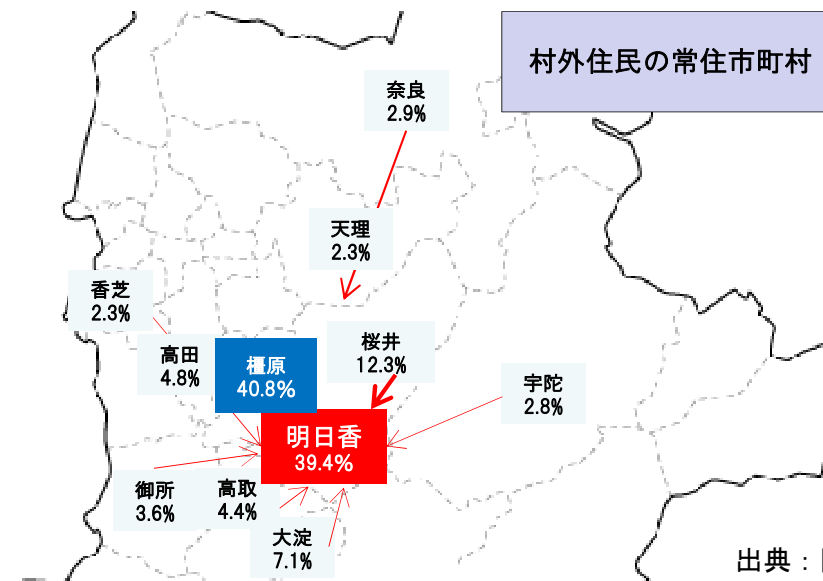 村外住民の常住市町村
奈良
2.9%
天理
2.3%
香芝
2.3%
高田
4.8%
橿原
40.8%
桜井
12.3%
宇陀
2.8%
明日香
39.4%
御所
3.6%
高取
4.4%
大淀
7.1%
出典：